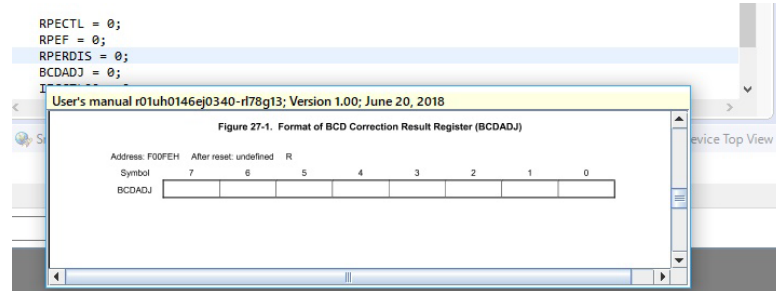 RPECTL = 0;
RPEF = 0;
RPERDIS = 0;
BCDADJ = 0;
User's manual r01uh0146ej0340-rl78g13; Version 1.00; June 20, 2018
Figure 27-1. Format of BCD Correction Result Register (BCDADJ)
evice Top View
Address: F00FEH After reset: undefined R
Symbol 7 6 5 4 3 2 1 0
BCDADJ